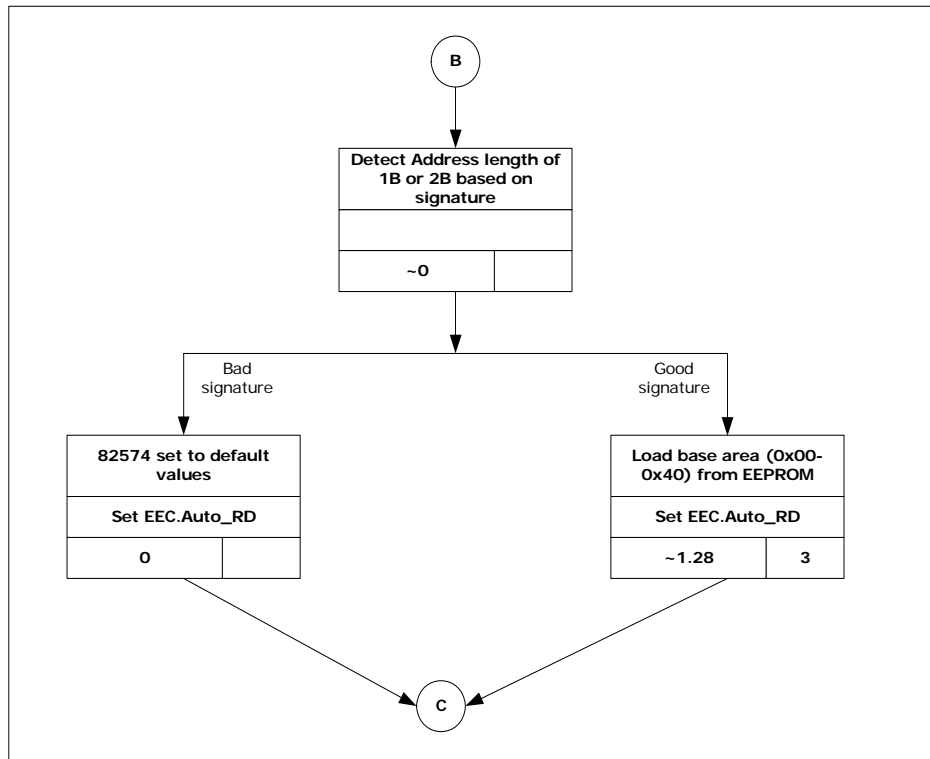 B
Detect Address length of
1B or 2B based on
signature
~0
Bad
signature
Good
signature
82574 set to default
values
Set EEC.Auto_RD
0
Load base area (0x00-
0x40) from EEPROM
Set EEC.Auto_RD
~1.28 3
C